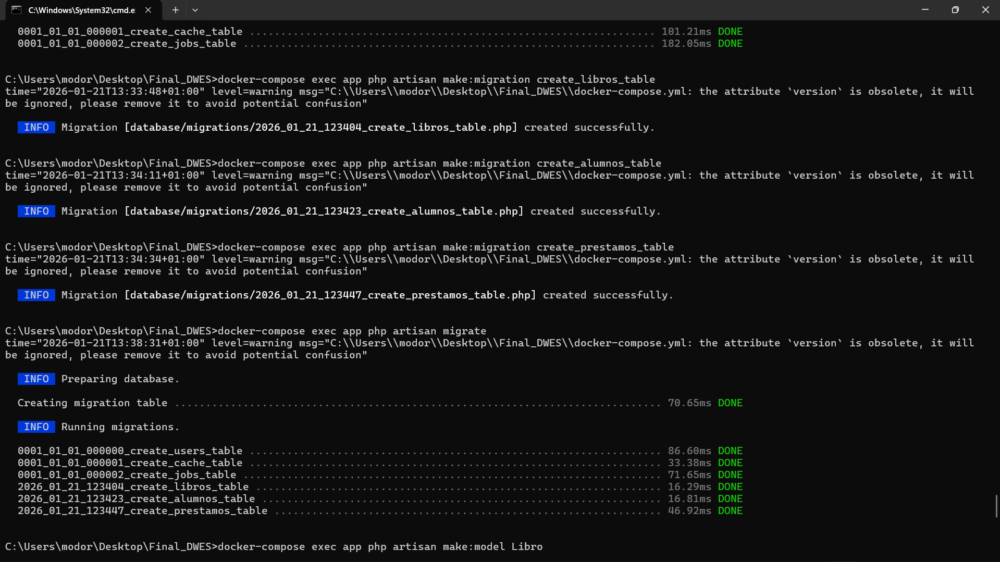 C:\Windows\System32\cmd.e
0001_01_01_000001_create_cache_table ................................................................. 101.21ms DONE
0001_01_01_000002_create_jobs_table .................................................................. 182.05ms DONE
C:\Users\modor\Desktop\Final_DWES>docker-compose exec app php artisan make:migration create_libros_table
time="2026-01-21T13:33:48+01:00" level=warning msg="C:\\Users\\modor\\Desktop\\Final_DWES\\docker-compose.yml: the attribute `version` is obsolete, it will
be ignored, please remove it to avoid potential confusion"
INFO Migration [database/migrations/2026_01_21_123404_create_libros_table.php] created successfully.
C:\Users\modor\Desktop\Final_DWES>docker-compose exec app php artisan make:migration create_alumnos_table
time="2026-01-21T13:34:11+01:00" level=warning msg="C:\\Users\\modor\\Desktop\\Final_DWES\\docker-compose.yml: the attribute `version` is obsolete, it will
be ignored, please remove it to avoid potential confusion"
INFO Migration [database/migrations/2026_01_21_123423_create_alumnos_table.php] created successfully.
C:\Users\modor\Desktop\Final_DWES>docker-compose exec app php artisan make:migration create_prestamos_table
time="2026-01-21T13:34:34+01:00" level=warning msg="C:\\Users\\modor\\Desktop\\Final_DWES\\docker-compose.yml: the attribute `version` is obsolete, it will
be ignored, please remove it to avoid potential confusion"
INFO Migration [database/migrations/2026_01_21_123447_create_prestamos_table.php] created successfully.
C:\Users\modor\Desktop\Final_DWES>docker-compose exec app php artisan migrate
time="2026-01-21T13:38:31+01:00" level=warning msg="C:\\Users\\modor\\Desktop\\Final_DWES\\docker-compose.yml: the attribute `version` is obsolete, it will
be ignored, please remove it to avoid potential confusion"
INFO Preparing database.
Creating migration table .............................................................................. 70.65ms DONE
INFO Running migrations.
0001_01_01_000000_create_users_table .................................................................. 86.60ms DONE
0001_01_01_000001_create_cache_table .................................................................. 33.38ms DONE
0001_01_01_000002_create_jobs_table ................................................................... 71.65ms DONE
2026_01_21_123404_create_libros_table ................................................................. 16.29ms DONE
2026_01_21_123423_create_alumnos_table ................................................................ 16.81ms DONE
2026_01_21_123447_create_prestamos_table .............................................................. 46.92ms DONE
C:\Users\modor\Desktop\Final_DWES>docker-compose exec app php artisan make:model Libro